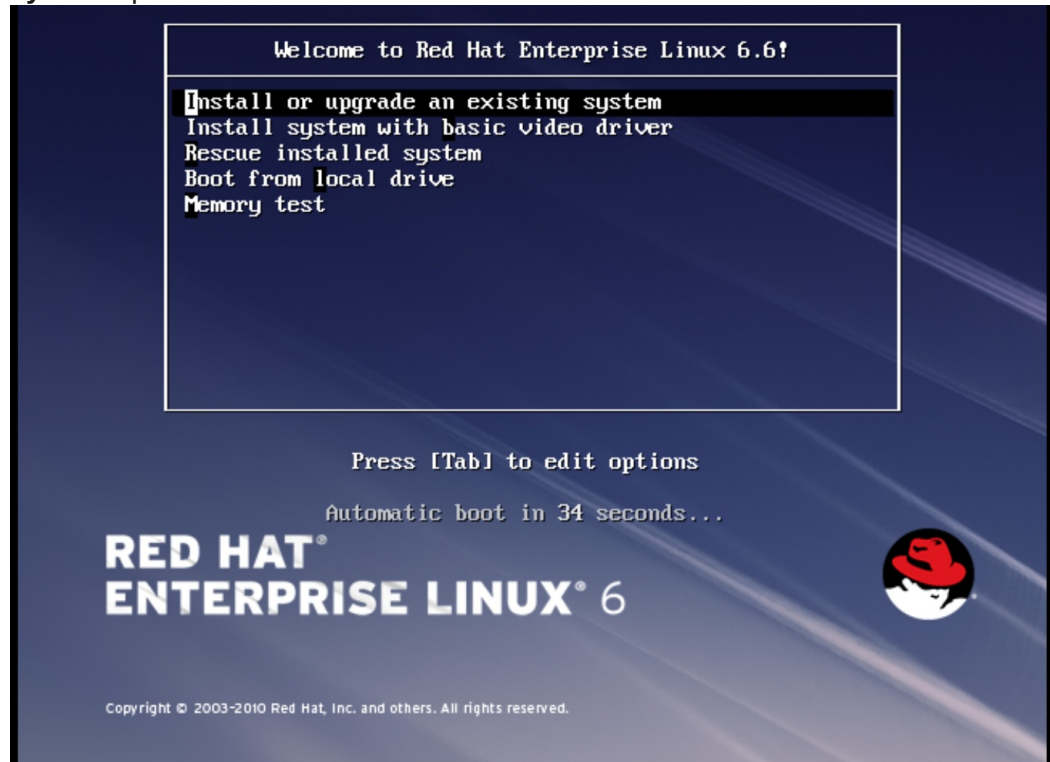 Welcome to Red Hat Enterprise Linux 6.6!
Install or upgrade an existing system
Install system with basic video driver
Rescue installed system
Boot from local drive
Memory test
Press [Tab] to edit options
Automatic boot in 34 seconds...
RED HAT®
ENTERPRISE LINUX® 6
Copyright © 2003-2010 Red Hat, Inc. and others. All rights reserved.